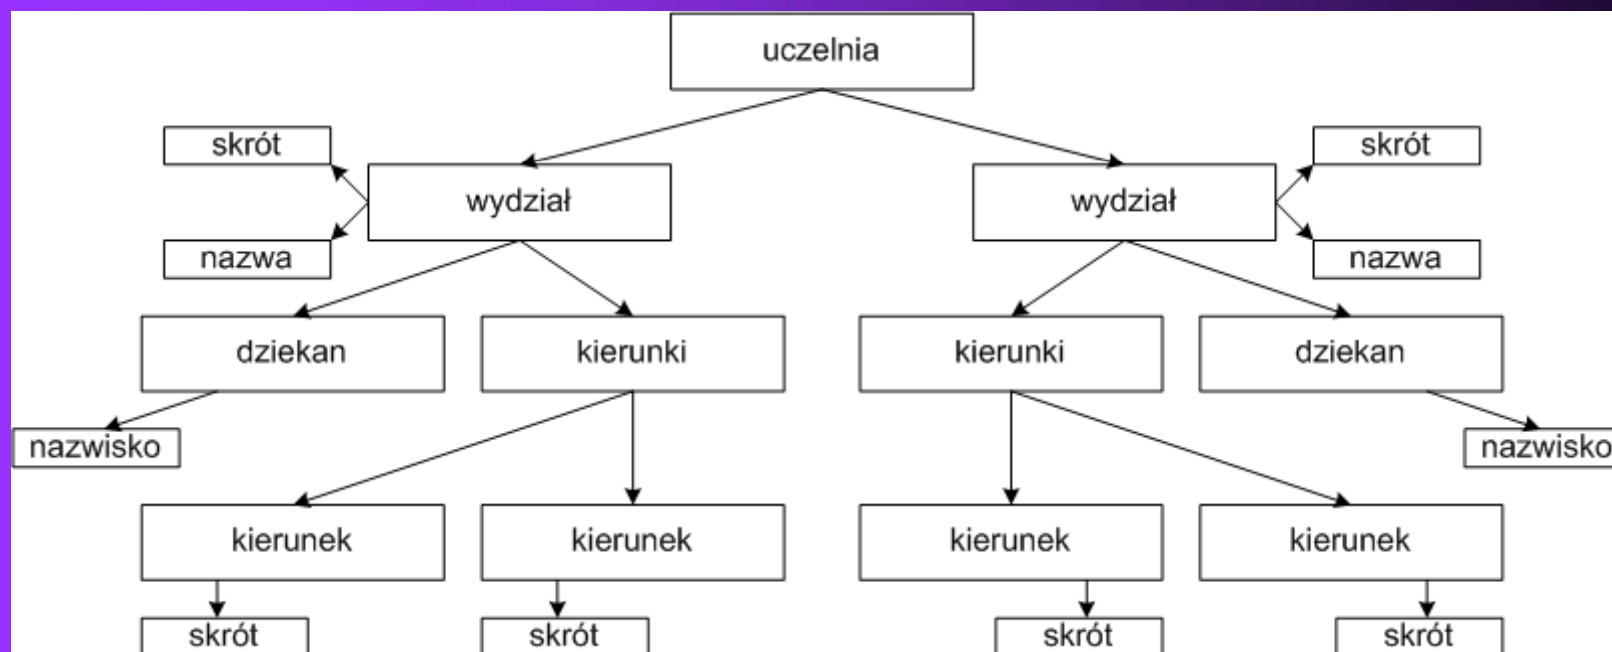 uczelnia
skrót
skrót
wydział
wydział
nazwa
nazwa
dziekan
kierunki
kierunki
dziekan
nazwisko
nazwisko
kierunek
kierunek
kierunek
kierunek
skrót
skrót
skrót
skrót